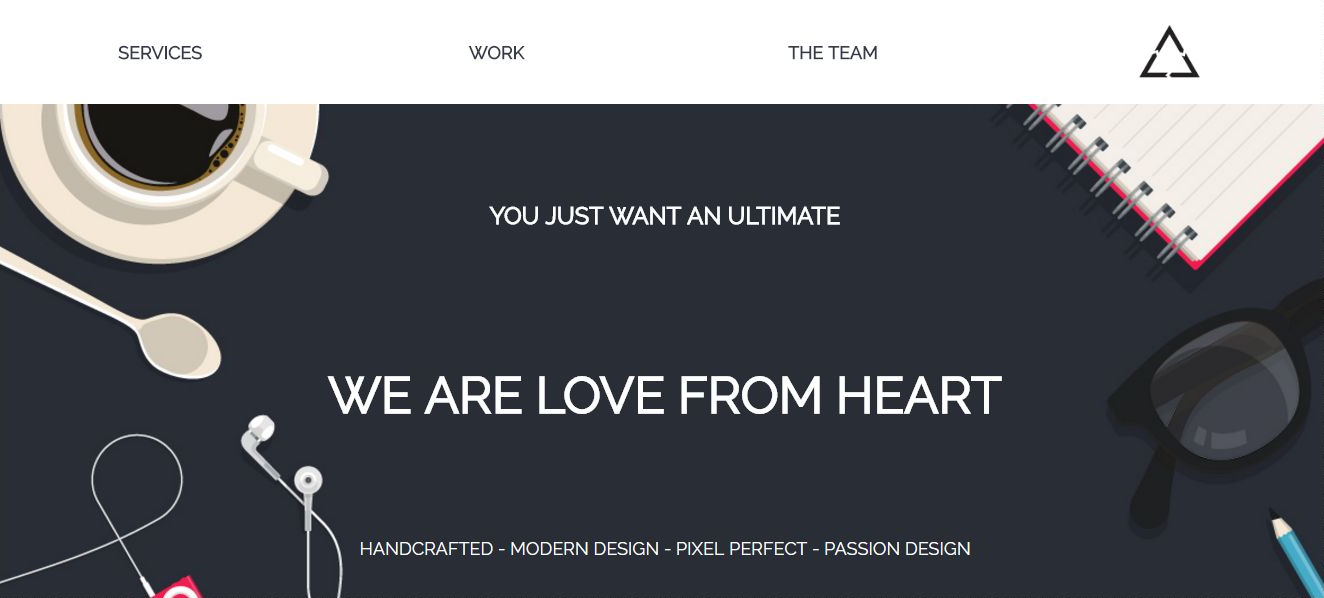 SERVICES
WORK
THE TEAM
YOU JUST WANT AN ULTIMATE
WE ARE LOVE FROM HEART
HANDCRAFTED - MODERN DESIGN - PIXEL PERFECT - PASSION DESIGN